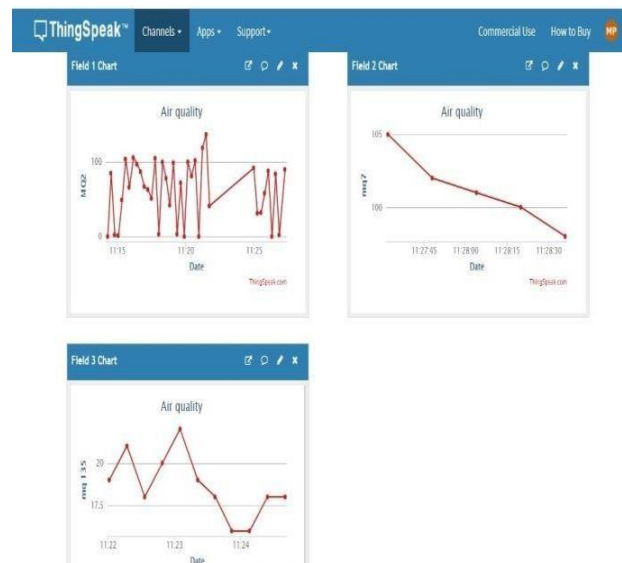 ThingSpeak™ Channels Apps Support Commercial Use How to Buy MP
Field 1 Chart
Air quality
MQ2
100
0
11:15 11:20 11:25
Date
ThingSpeak.com
Field 2 Chart
Air quality
mq7
105
100
11:27:45 11:28:00 11:28:15 11:28:30
Date
ThingSpeak.com
Field 3 Chart
Air quality
mq 135
20
17.5
11:22 11:23 11:24
Date